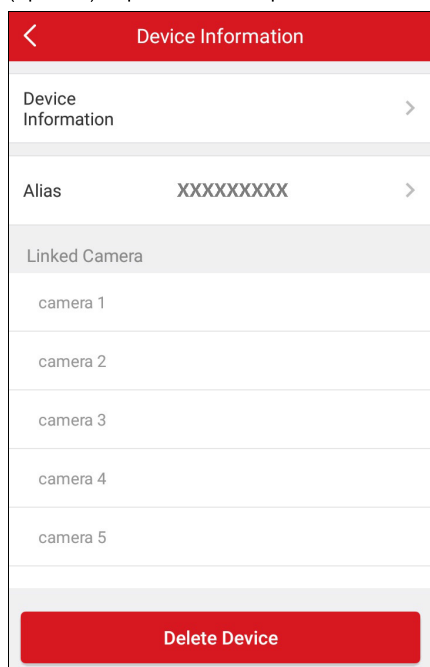 Device Information
Device
Information
Alias XXXXXXXXX
Linked Camera
camera 1
camera 2
camera 3
camera 4
camera 5
Delete Device